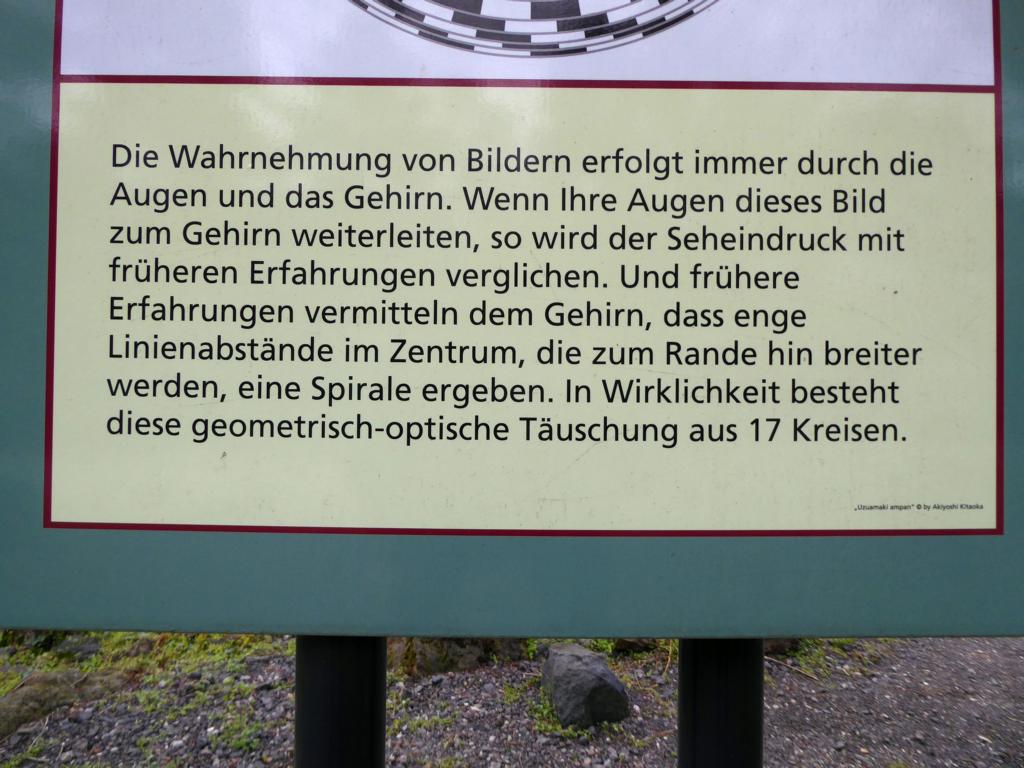 Die Wahrnehmung von Bildern erfolgt immer durch die
Augen und das Gehirn. Wenn Ihre Augen dieses Bild
zum Gehirn weiterleiten, so wird der Seheindruck mit
früheren Erfahrungen verglichen. Und frühere
Erfahrungen vermitteln dem Gehirn, dass enge
Linienabstände im Zentrum, die zum Rande hin breiter
werden, eine Spirale ergeben. In Wirklichkeit besteht
diese geometrisch-optische Täuschung aus 17 Kreisen.
„Uzuamaki ampan“ © by Akiyoshi Kitaoka